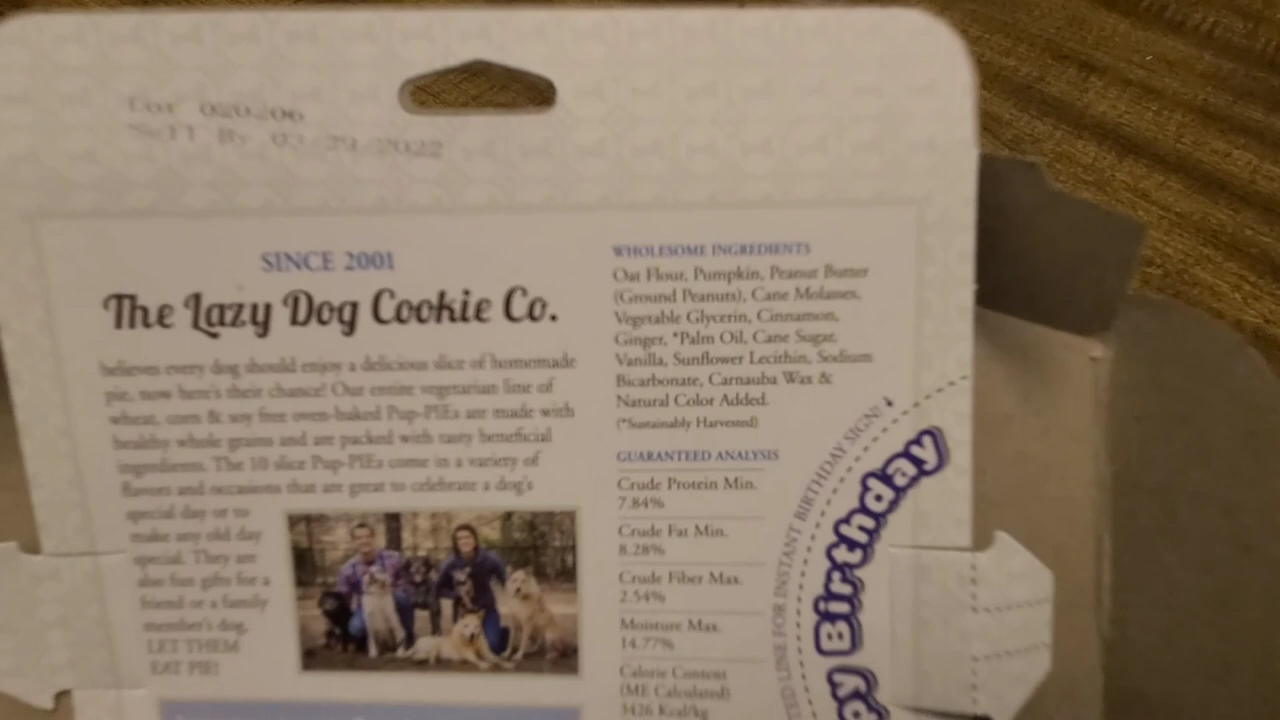 Lot 020206
Sell By 03 29 2022
SINCE 2001
The Lazy Dog Cookie Co.
believes every dog should enjoy a delicious slice of homemade
pie, now here's their chance! Our entire vegetarian line of
wheat, corn & soy free oven-baked Pup-PIEs are made with
healthy whole grains and are packed with tasty beneficial
ingredients. The 10 slice Pup-PIEs come in a variety of
flavors and occasions that are great to celebrate a dog's
special day or to
make any old day
special. They are
also fun gifts for a
friend or a family
member's dog.
LET THEM
EAT PIE!
WHOLESOME INGREDIENTS
Oat Flour, Pumpkin, Peanut Butter
(Ground Peanuts), Cane Molasses,
Vegetable Glycerin, Cinnamon,
Ginger, *Palm Oil, Cane Sugar,
Vanilla, Sunflower Lecithin, Sodium
Bicarbonate, Carnauba Wax &
Natural Color Added.
(*Sustainably Harvested)
GUARANTEED ANALYSIS
Crude Protein Min.
7.84%
Crude Fat Min.
8.28%
Crude Fiber Max.
2.54%
Moisture Max.
14.77%
Calorie Content
(ME Calculated)
3426 Kcal/kg
TED LINE FOR INSTANT BIRTHDAY SIGN!
py Birthday